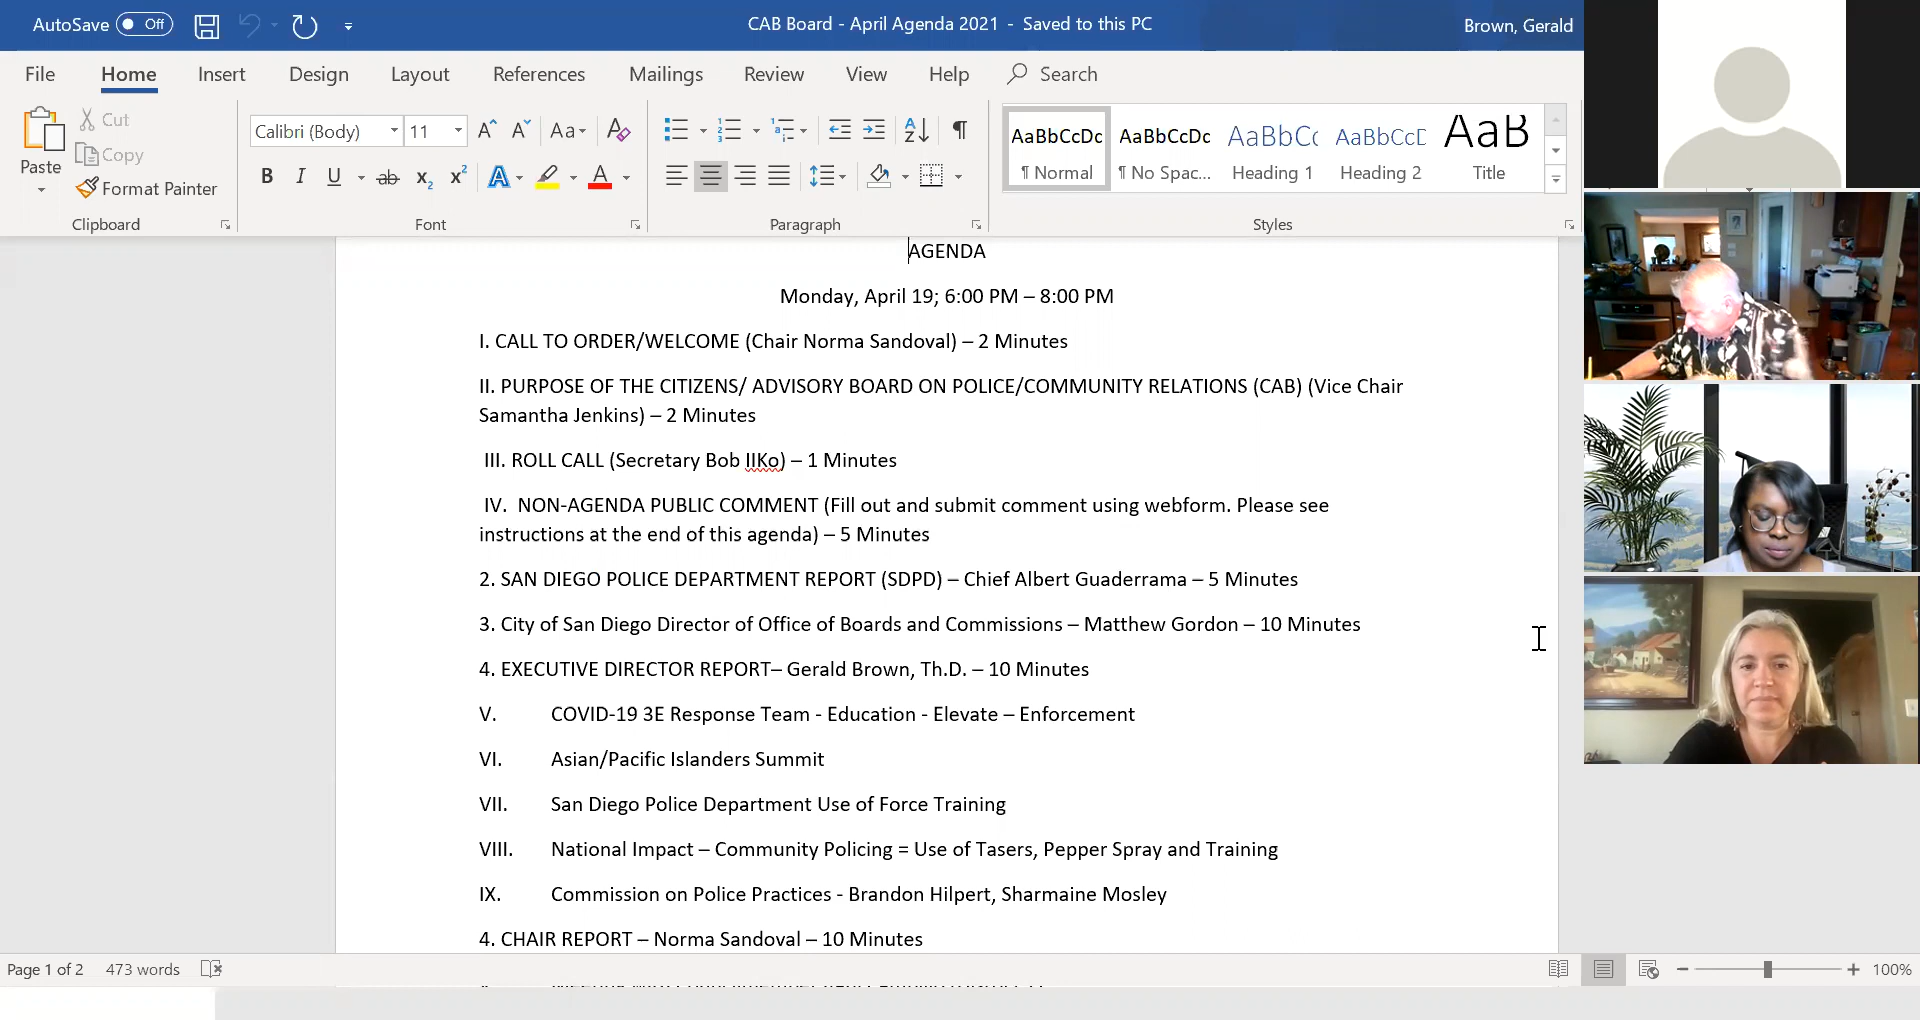 AutoSave Off
CAB Board - April Agenda 2021 - Saved to this PC
Brown, Gerald
File Home Insert Design Layout References Mailings Review View Help Search
Paste
Cut
Copy
Format Painter
Clipboard
Calibri (Body) 11
Aa
B I U ab x₂ x² A A
Font
Paragraph
AaBbCcDc AaBbCcDc AaBbCc AaBbCcD AaB
¶ Normal ¶ No Spac... Heading 1 Heading 2 Title
Styles
AGENDA
Monday, April 19; 6:00 PM – 8:00 PM
I. CALL TO ORDER/WELCOME (Chair Norma Sandoval) – 2 Minutes
II. PURPOSE OF THE CITIZENS/ ADVISORY BOARD ON POLICE/COMMUNITY RELATIONS (CAB) (Vice Chair
Samantha Jenkins) – 2 Minutes
III. ROLL CALL (Secretary Bob IIKo) – 1 Minutes
IV. NON-AGENDA PUBLIC COMMENT (Fill out and submit comment using webform. Please see
instructions at the end of this agenda) – 5 Minutes
2. SAN DIEGO POLICE DEPARTMENT REPORT (SDPD) – Chief Albert Guaderrama – 5 Minutes
3. City of San Diego Director of Office of Boards and Commissions – Matthew Gordon – 10 Minutes
4. EXECUTIVE DIRECTOR REPORT– Gerald Brown, Th.D. – 10 Minutes
V. COVID-19 3E Response Team - Education - Elevate – Enforcement
VI. Asian/Pacific Islanders Summit
VII. San Diego Police Department Use of Force Training
VIII. National Impact – Community Policing = Use of Tasers, Pepper Spray and Training
IX. Commission on Police Practices - Brandon Hilpert, Sharmaine Mosley
4. CHAIR REPORT – Norma Sandoval – 10 Minutes
Page 1 of 2 473 words
100%